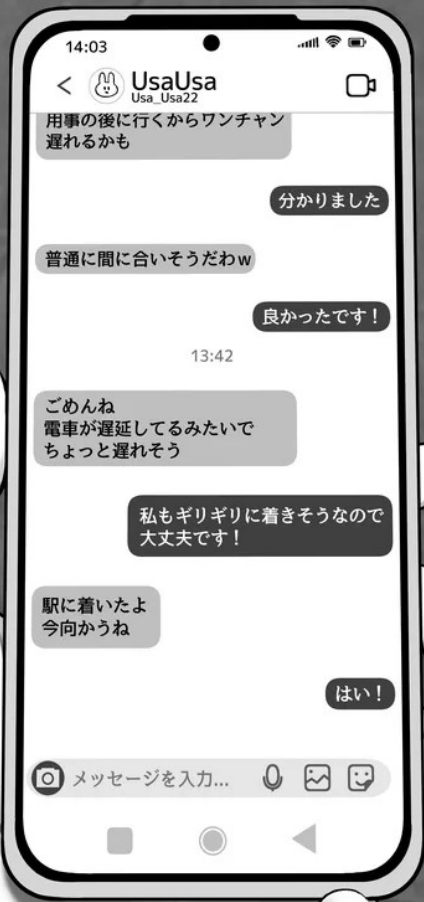 14:03
UsaUsa
Usa_Usa22
用事の後に行くからワンチャン
遅れるかも
分かりました
普通に間に合いそうだわw
良かったです！
13:42
ごめんね
電車が遅延してるみたいで
ちょっと遅れそう
私もギリギリに着きそうなので
大丈夫です！
駅に着いたよ
今向かうね
はい！
メッセージを入力...